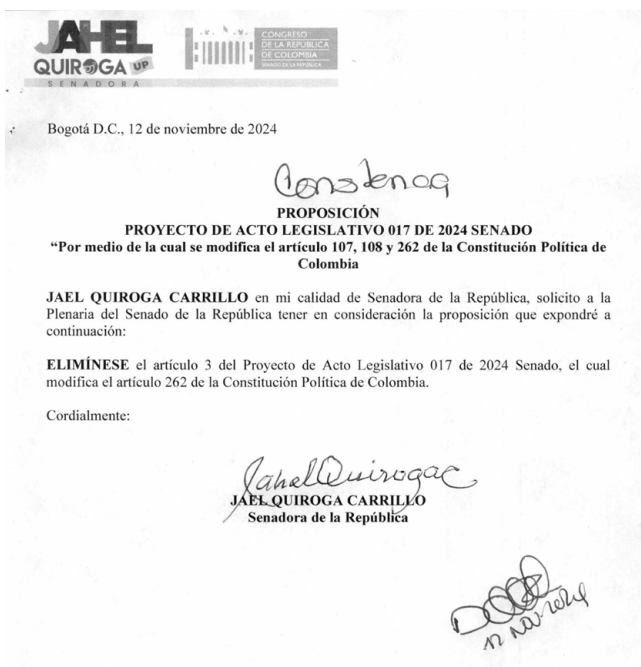 JAHEL
QUIROGA UP
SENADORA
CONGRESO
DE LA REPÚBLICA
DE COLOMBIA
SENADO DE LA REPÚBLICA
Bogotá D.C., 12 de noviembre de 2024
Constancia
PROPOSICIÓN
PROYECTO DE ACTO LEGISLATIVO 017 DE 2024 SENADO
“Por medio de la cual se modifica el artículo 107, 108 y 262 de la Constitución Política de
Colombia
JAEL QUIROGA CARRILLO en mi calidad de Senadora de la República, solicito a la
Plenaria del Senado de la República tener en consideración la proposición que expondré a
continuación:
ELIMÍNESE el artículo 3 del Proyecto de Acto Legislativo 017 de 2024 Senado, el cual
modifica el artículo 262 de la Constitución Política de Colombia.
Cordialmente:
Jahel Quiroga C
JAEL QUIROGA CARRILLO
Senadora de la República
12 Nov 2024